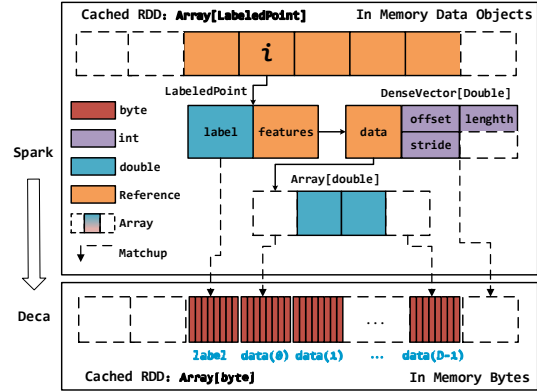 Cached RDD: Array[LabeledPoint] In Memory Data Objects
i
LabeledPoint DenseVector[Double]
byte
int
double
Reference
Array
Matchup
label features data offset lenghth
stride
Array[double]
Spark
Deca
...
label data(0) data(1) ... data(D-1)
Cached RDD: Array[byte] In Memory Bytes